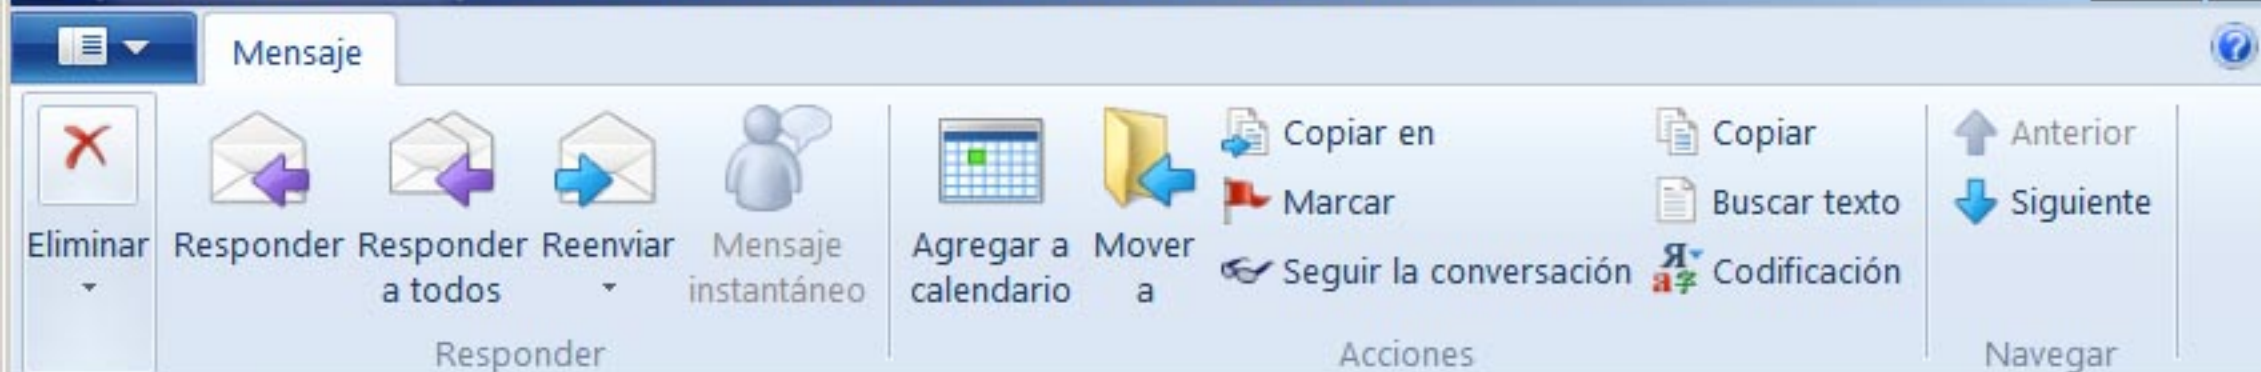 Mensaje
Eliminar
Responder
Responder
a todos
Reenviar
Mensaje
instantáneo
Responder
Agregar a
calendario
Mover
a
Copiar en
Marcar
Seguir la conversación
Copiar
Buscar texto
Codificación
Acciones
Anterior
Siguiente
Navegar